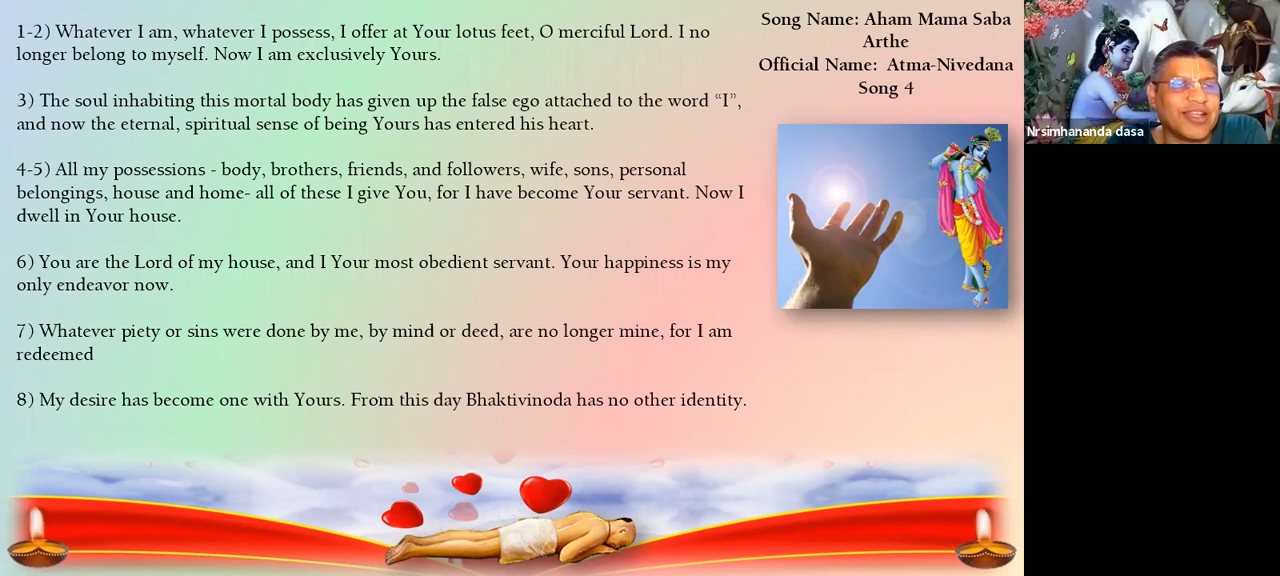 1-2) Whatever I am, whatever I possess, I offer at Your lotus feet, O merciful Lord. I no
longer belong to myself. Now I am exclusively Yours.
3) The soul inhabiting this mortal body has given up the false ego attached to the word “I”,
and now the eternal, spiritual sense of being Yours has entered his heart.
4-5) All my possessions - body, brothers, friends, and followers, wife, sons, personal
belongings, house and home- all of these I give You, for I have become Your servant. Now I
dwell in Your house.
6) You are the Lord of my house, and I Your most obedient servant. Your happiness is my
only endeavor now.
7) Whatever piety or sins were done by me, by mind or deed, are no longer mine, for I am
redeemed
8) My desire has become one with Yours. From this day Bhaktivinoda has no other identity.
Song Name: Aham Mama Saba
Arthe
Official Name: Atma-Nivedana
Song 4
Nrsimhananda dasa